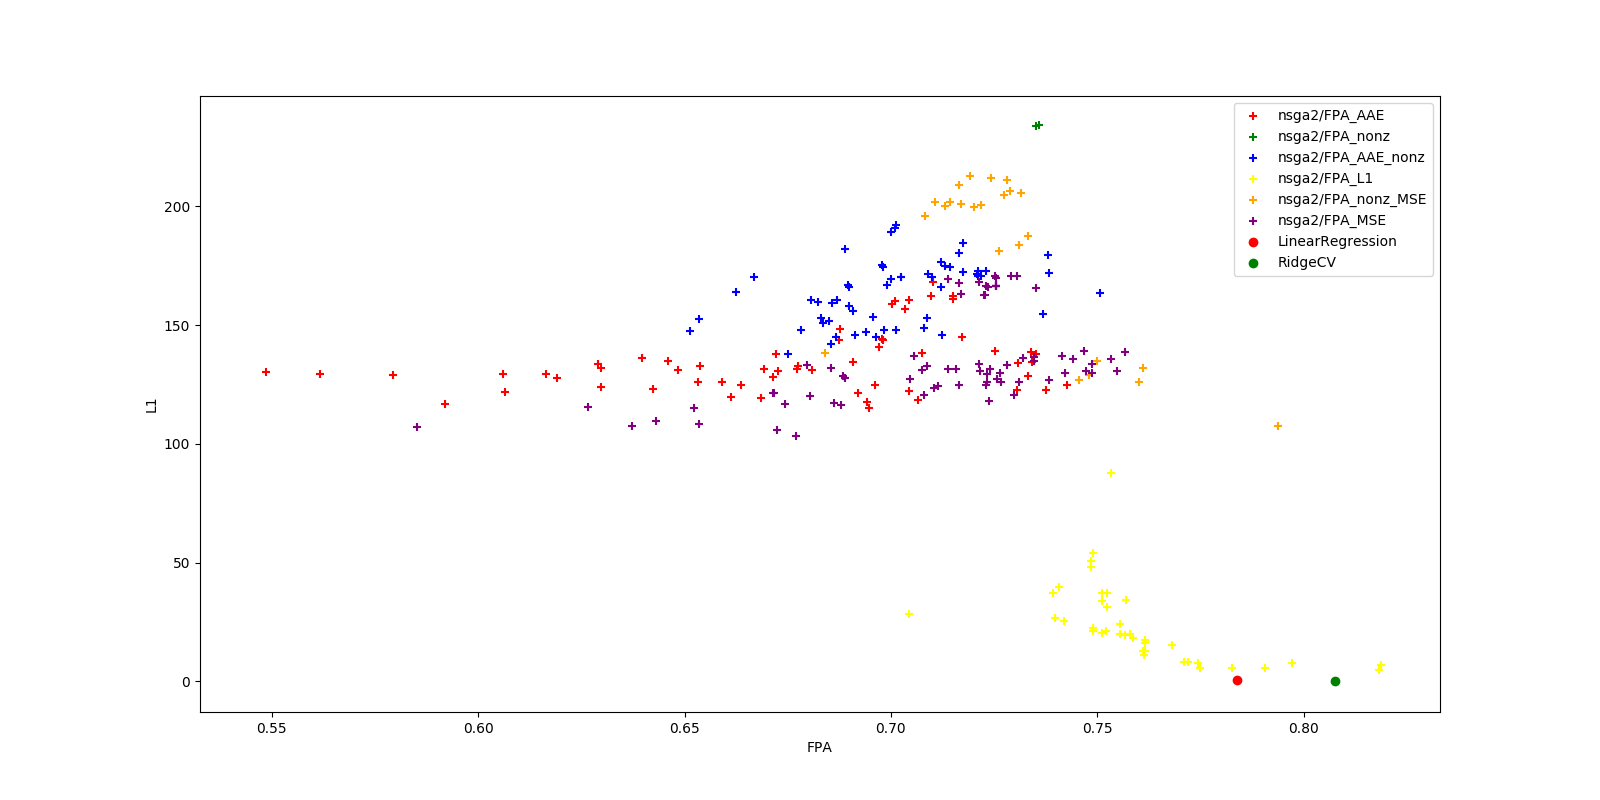 nsga2/FPA_AAE
nsga2/FPA_nonz
nsga2/FPA_AAE_nonz
nsga2/FPA_L1
nsga2/FPA_nonz_MSE
nsga2/FPA_MSE
LinearRegression
RidgeCV
200
150
100
50
0
L1
0.55 0.60 0.65 0.70 0.75 0.80
FPA